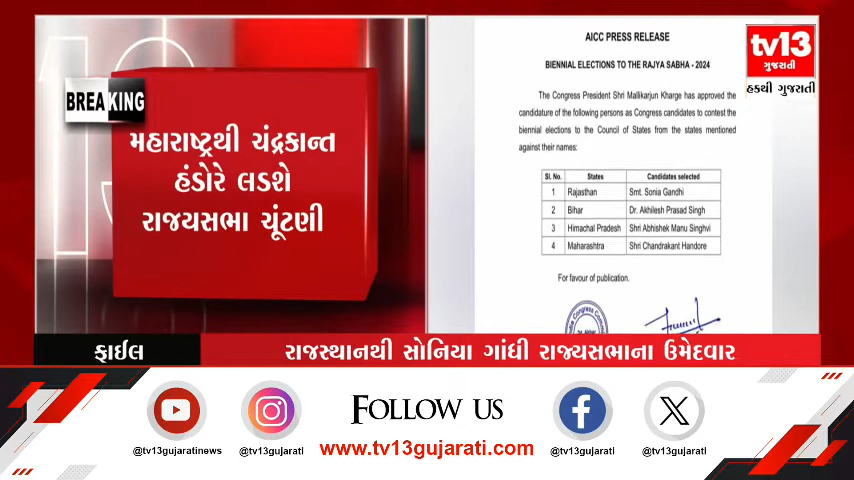 BREAKING
મહારાષ્ટ્રથી ચંદ્રકાન્ત
હંડોરે લડશે
રાજયસભા ચૂંટણી
AICC PRESS RELEASE
BIENNIAL ELECTIONS TO THE RAJYA SABHA - 2024
The Congress President Shri Mallikarjun Kharge has approved the
candidature of the following persons as Congress candidates to contest the
biennial elections to the Council of States from the states mentioned
against their names:
Sl. No. States Candidates selected
1 Rajasthan Smt. Sonia Gandhi
2 Bihar Dr. Akhilesh Prasad Singh
3 Himachal Pradesh Shri Abhishek Manu Singhvi
4 Maharashtra Shri Chandrakant Handore
For favour of publication.
tv13
ગુજરાતી
હકથી ગુજરાતી
ફાઈલ
રાજસ્થાનથી સોનિયા ગાંધી રાજ્યસભાના ઉમેદવાર
FOLLOW US
www.tv13gujarati.com
@tv13gujaratinews
@tv13gujarati
@tv13gujarati
@tv13gujarati